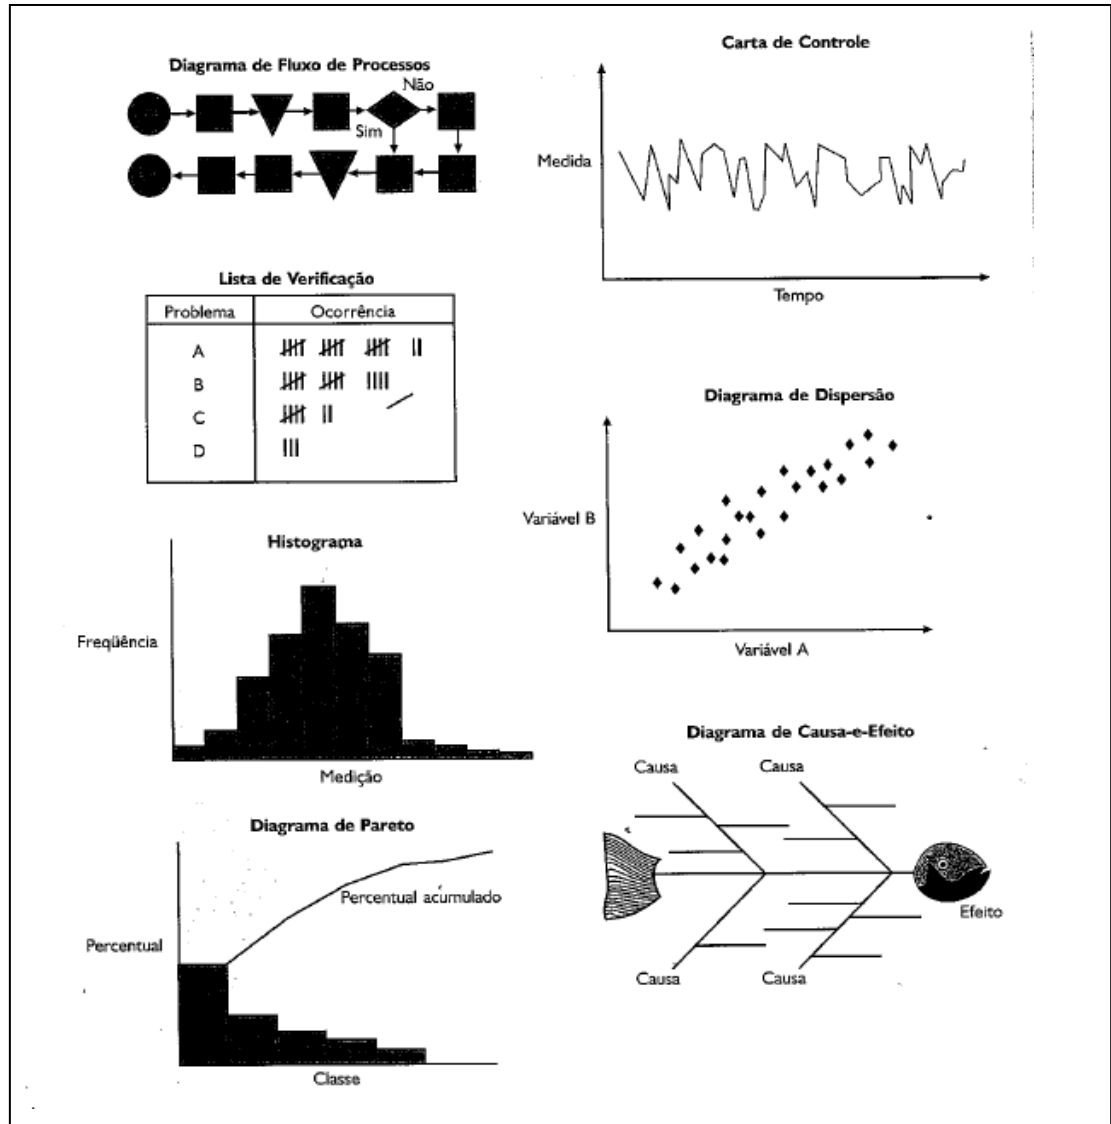 Diagrama de Fluxo de Processos
Não
Sim
Lista de Verificação
Problema Ocorrência
A
B
C
D
Histograma
Freqüência
Medição
Diagrama de Pareto
Percentual acumulado
Percentual
Classe
Carta de Controle
Medida
Tempo
Diagrama de Dispersão
Variável B
Variável A
Diagrama de Causa-e-Efeito
Causa Causa
Efeito
Causa Causa